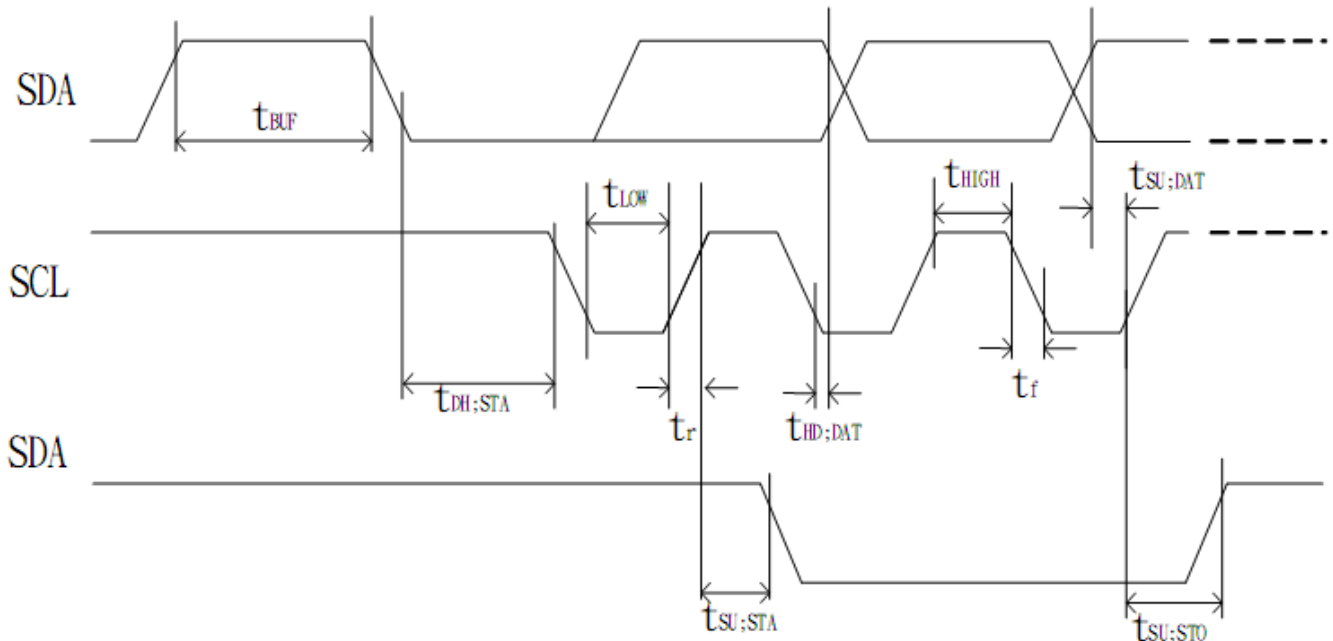 SDA
tBUF
tHIGH
tSU;DAT
tLOW
SCL
tDH;STA
tr
tHD;DAT
tf
SDA
tSU;STA
tSU;STO